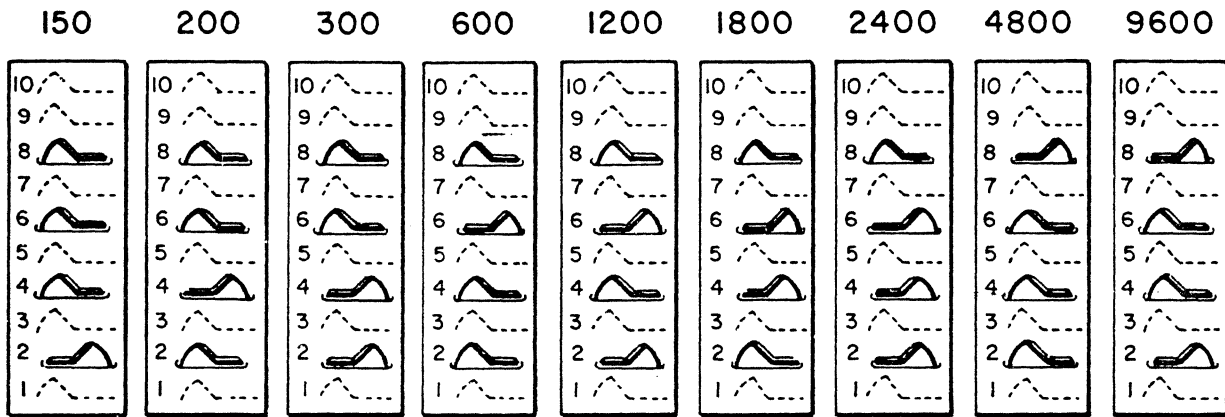 150 200 300 600 1200 1800 2400 4800 9600
10 10 10 10 10 10 10 10 10
9 9 9 9 9 9 9 9 9
8 8 8 8 8 8 8 8 8
7 7 7 7 7 7 7 7 7
6 6 6 6 6 6 6 6 6
5 5 5 5 5 5 5 5 5
4 4 4 4 4 4 4 4 4
3 3 3 3 3 3 3 3 3
2 2 2 2 2 2 2 2 2
1 1 1 1 1 1 1 1 1